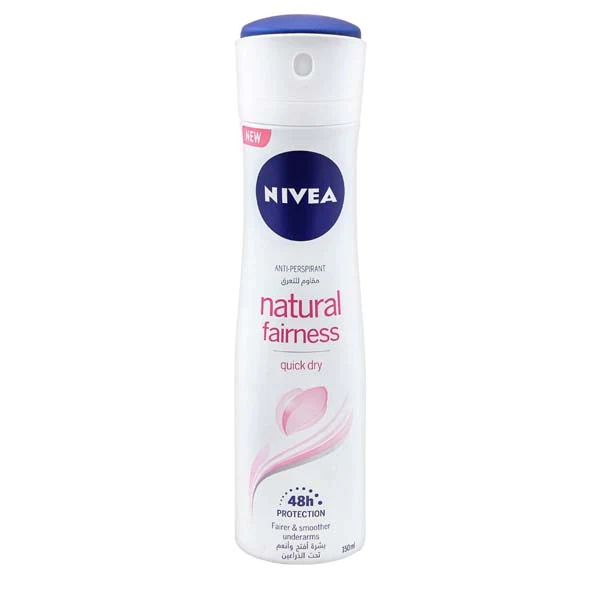 NEW
NIVEA
ANTI-PERSPIRANT
مقاوم للتعرق
natural
fairness
quick dry
48h
PROTECTION
Fairer & smoother
underarms
بشرة أفتح وأنعم
تحت الذراعين
150ml